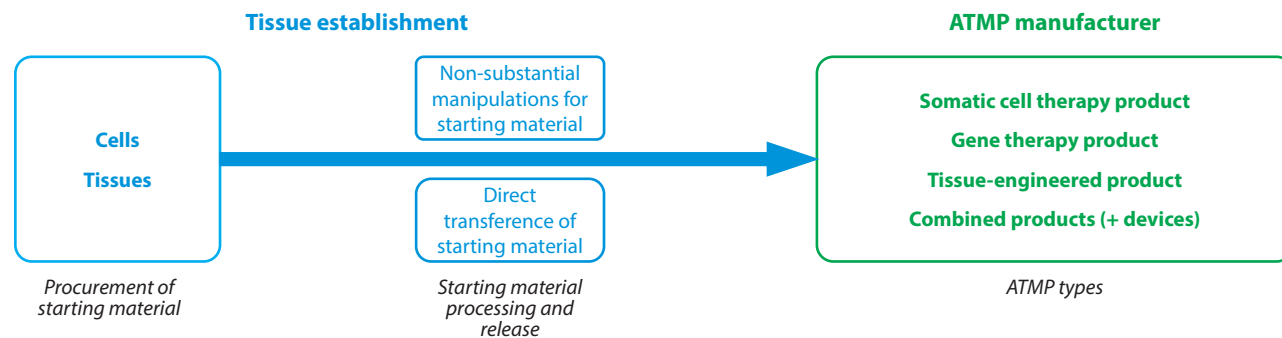 Tissue establishment
ATMP manufacturer
Cells
Tissues
Non-substantial
manipulations for
starting material
Direct
transference of
starting material
Somatic cell therapy product
Gene therapy product
Tissue-engineered product
Combined products (+ devices)
Procurement of
starting material
Starting material
processing and
release
ATMP types